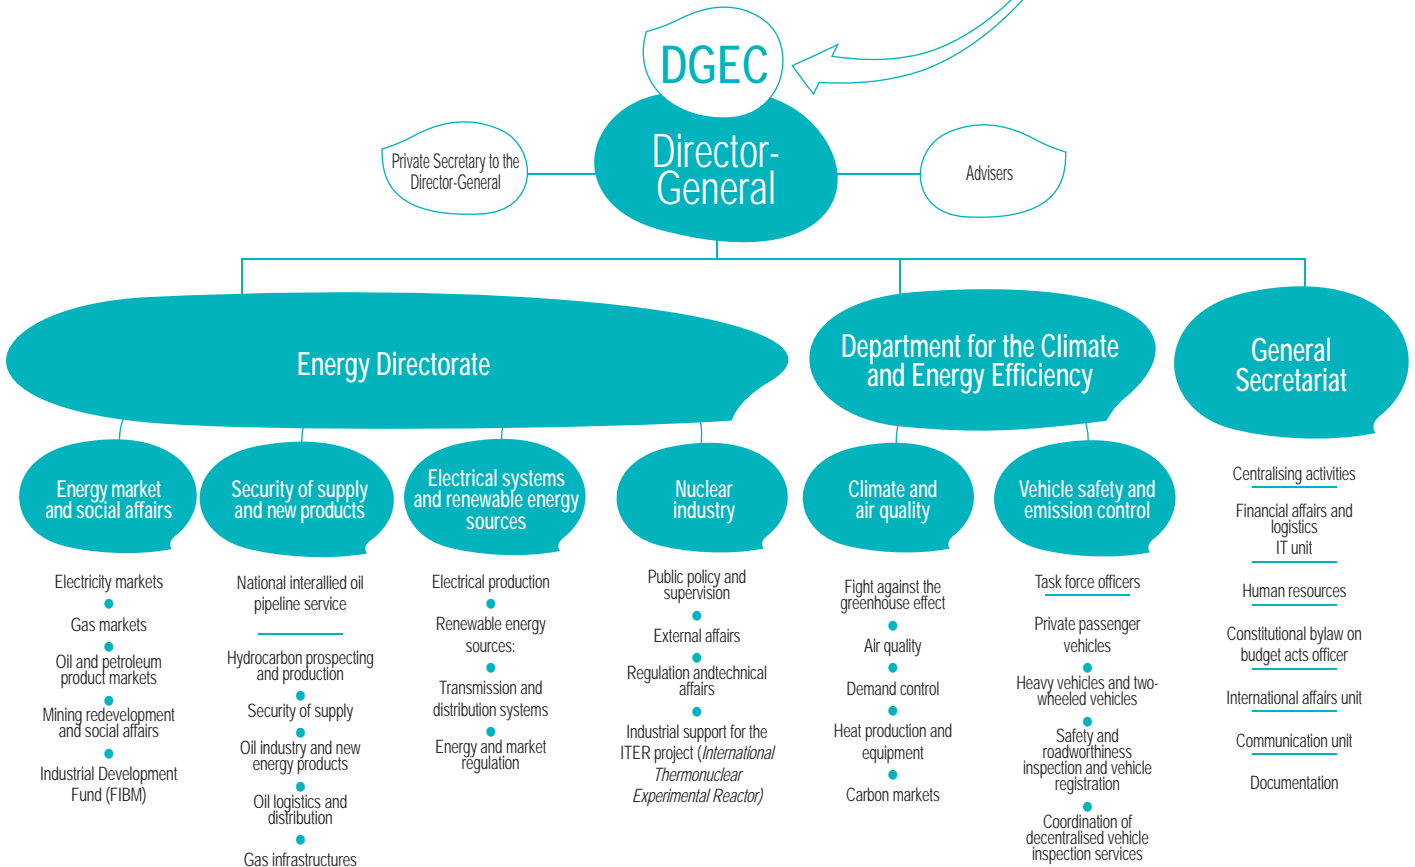 DGEC
Director-
General
Private Secretary to the
Director-General
Advisers
Energy Directorate
Department for the Climate
and Energy Efficiency
General
Secretariat
Energy market
and social affairs
Electricity markets
Gas markets
Oil and petroleum
product markets
Mining redevelopment
and social affairs
Industrial Development
Fund (FIBM)
Security of supply
and new products
National interallied oil
pipeline service
Hydrocarbon prospecting
and production
Security of supply
Oil industry and new
energy products
Oil logistics and
distribution
Gas infrastructures
Electrical systems
and renewable energy
sources
Electrical production
Renewable energy
sources:
Transmission and
distribution systems
Energy and market
regulation
Nuclear
industry
Public policy and
supervision
External affairs
Regulation andtechnical
affairs
Industrial support for the
ITER project (International
Thermonuclear
Experimental Reactor)
Climate and
air quality
Fight against the
greenhouse effect
Air quality
Demand control
Heat production and
equipment
Carbon markets
Vehicle safety and
emission control
Task force officers
Private passenger
vehicles
Heavy vehicles and two-
wheeled vehicles
Safety and
roadworthiness
inspection and vehicle
registration
Coordination of
decentralised vehicle
inspection services
Centralising activities
Financial affairs and
logistics
IT unit
Human resources
Constitutional bylaw on
budget acts officer
International affairs unit
Communication unit
Documentation